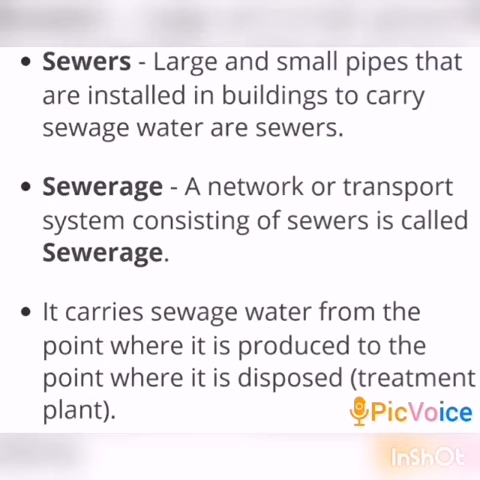 • Sewers - Large and small pipes that
are installed in buildings to carry
sewage water are sewers.
• Sewerage - A network or transport
system consisting of sewers is called
Sewerage.
• It carries sewage water from the
point where it is produced to the
point where it is disposed (treatment
plant).
PicVoice
InShOt